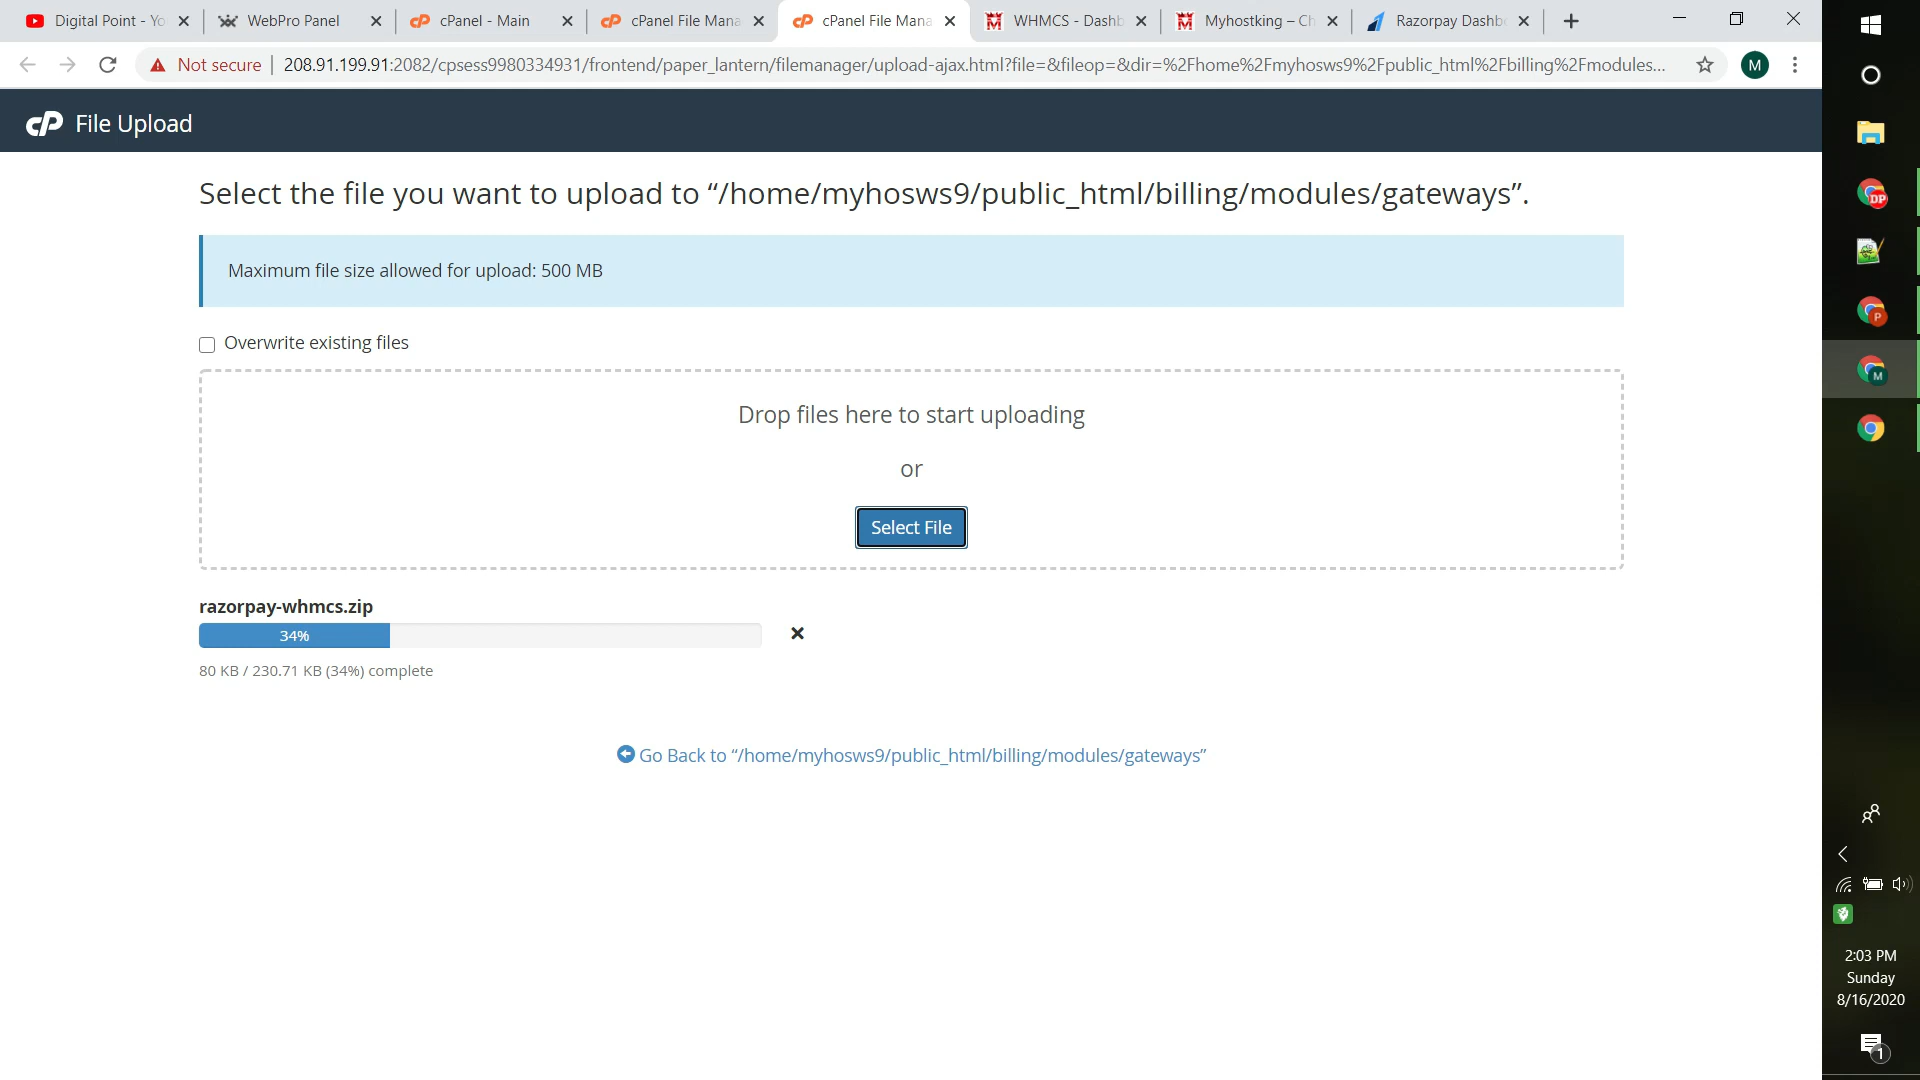 Digital Point - Yo
WebPro Panel
cPanel - Main
cPanel File Mana
cPanel File Mana
WHMCS - Dashb
Myhostking – Ch
Razorpay Dashb
Not secure
208.91.199.91:2082/cpsess9980334931/frontend/paper_lantern/filemanager/upload-ajax.html?file=&fileop=&dir=%2Fhome%2Fmyhosws9%2Fpublic_html%2Fbilling%2Fmodules...
M
cP File Upload
Select the file you want to upload to “/home/myhosws9/public_html/billing/modules/gateways”.
Maximum file size allowed for upload: 500 MB
Overwrite existing files
Drop files here to start uploading
or
Select File
razorpay-whmcs.zip
34%
80 KB / 230.71 KB (34%) complete
Go Back to “/home/myhosws9/public_html/billing/modules/gateways”
DP
P
M
2:03 PM
Sunday
8/16/2020
1